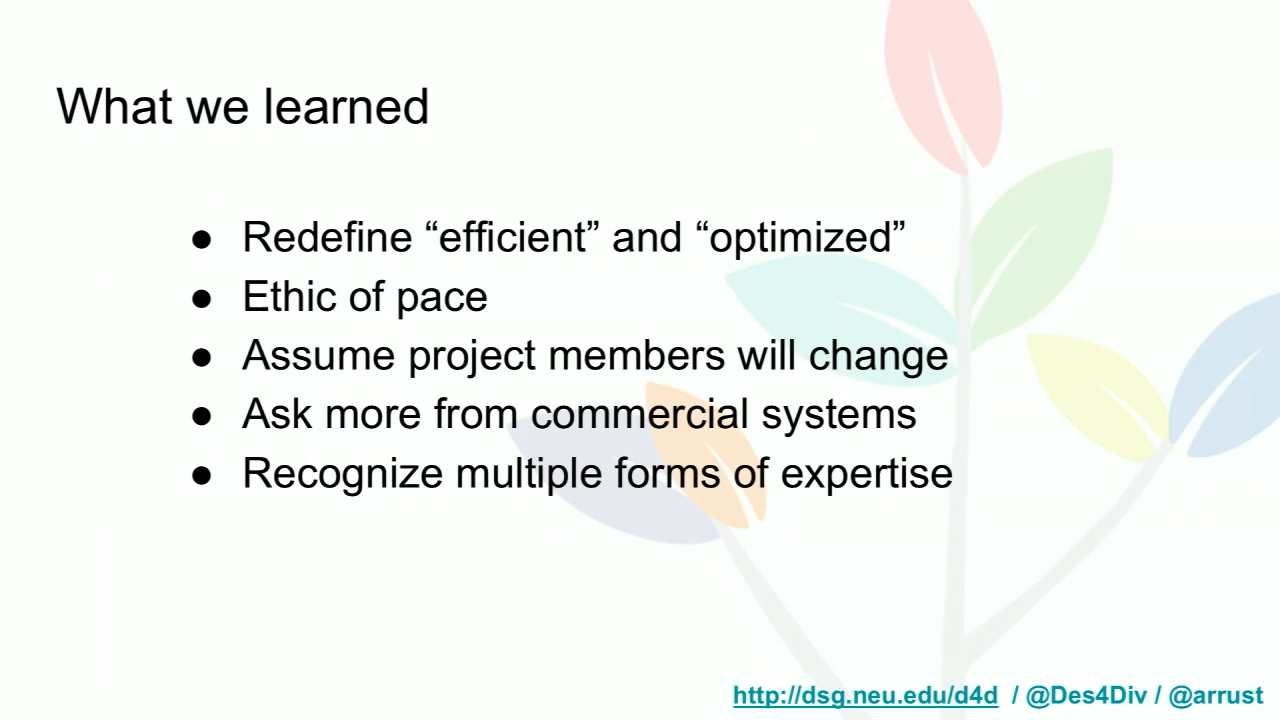 What we learned
● Redefine “efficient” and “optimized”
● Ethic of pace
● Assume project members will change
● Ask more from commercial systems
● Recognize multiple forms of expertise
http://dsg.neu.edu/d4d / @Des4Div / @arrust